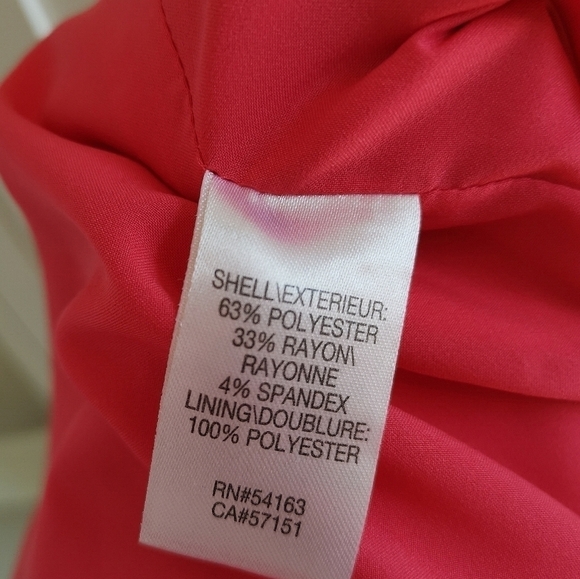 SHELL\EXTERIEUR:
63% POLYESTER
33% RAYON\
RAYONNE
4% SPANDEX
LINING\DOUBLURE:
100% POLYESTER
RN#54163
CA#57151